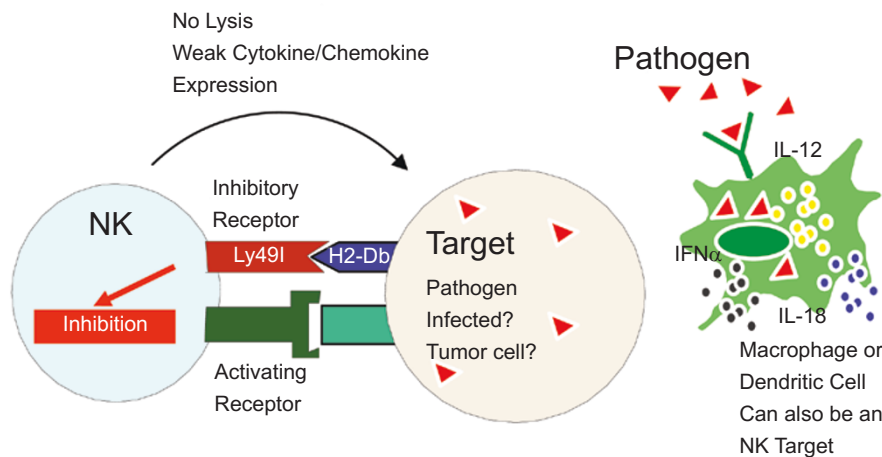 No Lysis
Weak Cytokine/Chemokine
Expression
NK
Inhibitory
Receptor
Ly49I
H2-Db
Inhibition
Activating
Receptor
Target
Pathogen
Infected?
Tumor cell?
Pathogen
IL-12
IFNα
IL-18
Macrophage or
Dendritic Cell
Can also be an
NK Target